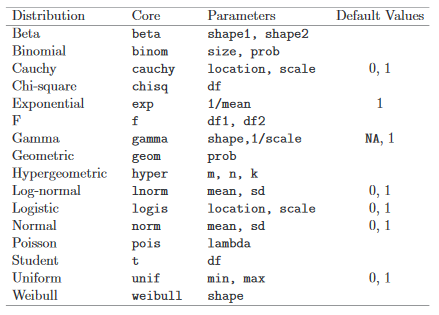 Distribution Core Parameters Default Values
Beta beta shape1, shape2
Binomial binom size, prob
Cauchy cauchy location, scale 0, 1
Chi-square chisq df
Exponential exp 1/mean 1
F f df1, df2
Gamma gamma shape,1/scale NA, 1
Geometric geom prob
Hypergeometric hyper m, n, k
Log-normal lnorm mean, sd 0, 1
Logistic logis location, scale 0, 1
Normal norm mean, sd 0, 1
Poisson pois lambda
Student t df
Uniform unif min, max 0, 1
Weibull weibull shape